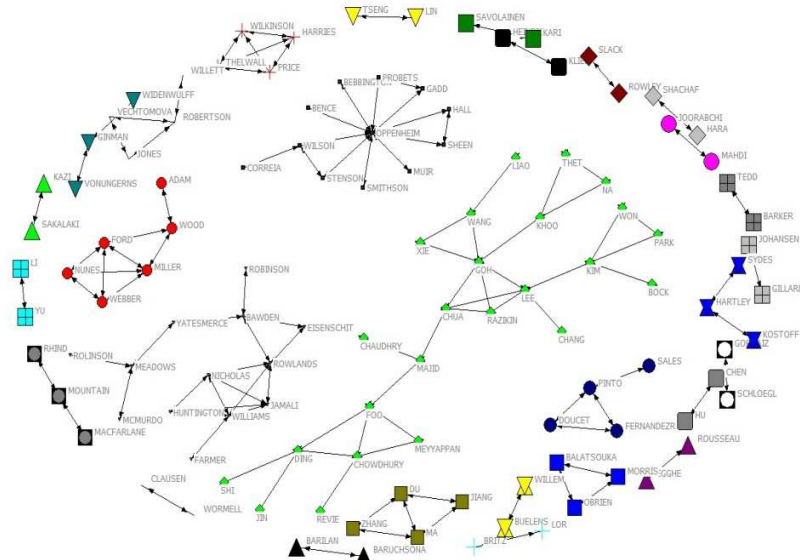 TSENG
LIN
SAVOLAINEN
KARI
WILKINSON
HARRIES
THELWALL
WILLETT
PRICE
SLACK
ROWLEY
SHACHAF
HARA
JOORABCHI
MAHDI
WIDENWULFF
VECHTOMOVA
ROBERTSON
GINMAN
JONES
VONUNGERNS
PROBETS
GADD
BENCE
HALL
OPPENHEIM
SHEEN
WILSON
CORREIA
STENSON
SMITHSON
MUIR
LIAO
THET
NA
WANG
KHOO
WON
PARK
XIE
GOH
KIM
LEE
BOCK
CHUA
RAZIKIN
CHANG
KAZI
SAKALAKI
ADAM
WOOD
FORD
NUNES
MILLER
WEBBER
LI
YU
TEDD
BARKER
JOHANSEN
SYDES
HARTLEY
KOSTOFF
ROBINSON
YATESMERCE
BAWDEN
EISENSCHIT
CHAUDHRY
MAJID
RHIND
ROLINSON
MEADOWS
ROWLANDS
NICHOLAS
MOUNTAIN
MCMURDO
HUNTINGTON
WILLIAMS
JAMALI
MACFARLANE
FARMER
FOO
DING
CHOWDHURY
MEYYAPPAN
SALES
PINTO
DOUCET
FERNANDEZR
CHEN
SCHLOEGL
HU
ROUSSEAU
CLAUSEN
WORMELL
SHI
JIN
REVIE
DU
JIANG
ZHANG
MA
BALATSOUKA
MORRIS
OBRIEN
WILLEM
BUELENS
LOR
BRITZ
BARILAN
BARUCHSONA